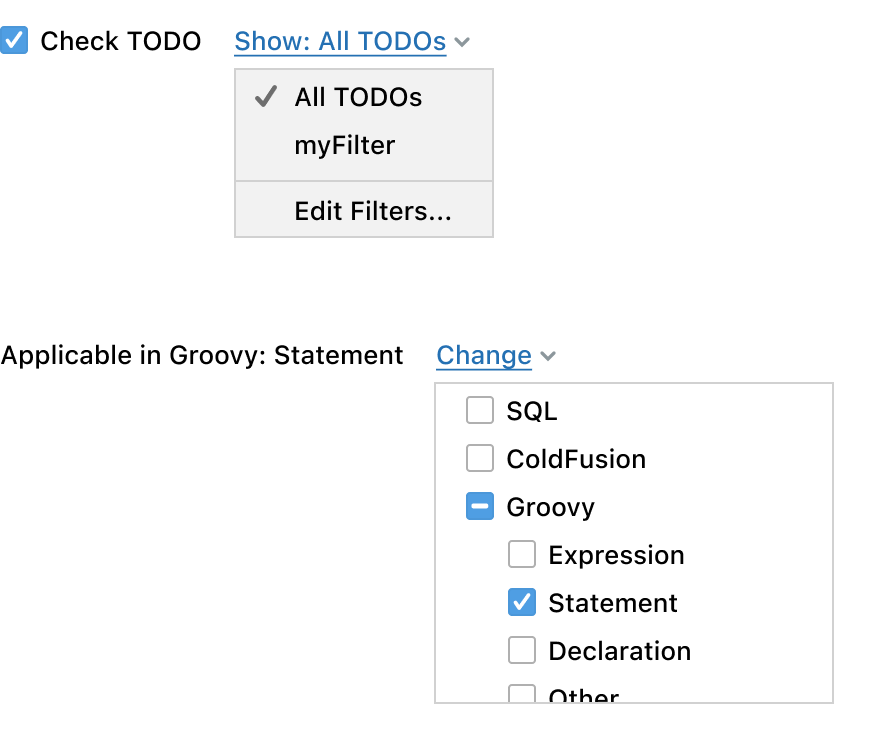 Check TODO Show: All TODOs
All TODOs
myFilter
Edit Filters...
Applicable in Groovy: Statement Change
SQL
ColdFusion
Groovy
Expression
Statement
Declaration
Other